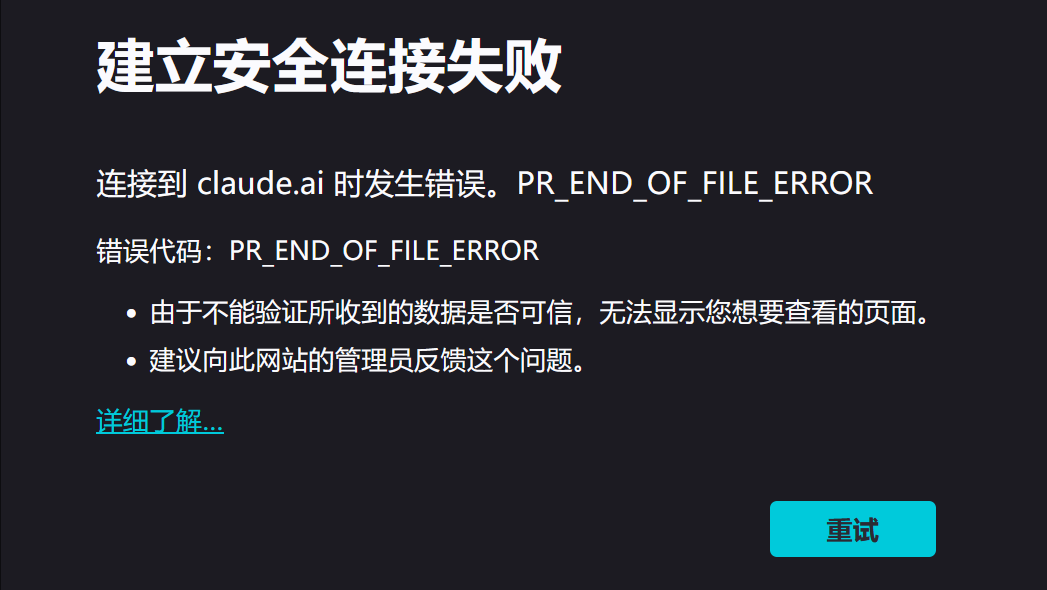 建立安全连接失败
连接到 claude.ai 时发生错误。PR_END_OF_FILE_ERROR
错误代码：PR_END_OF_FILE_ERROR
• 由于不能验证所收到的数据是否可信，无法显示您想要查看的页面。
• 建议向此网站的管理员反馈这个问题。
详细了解…
重试